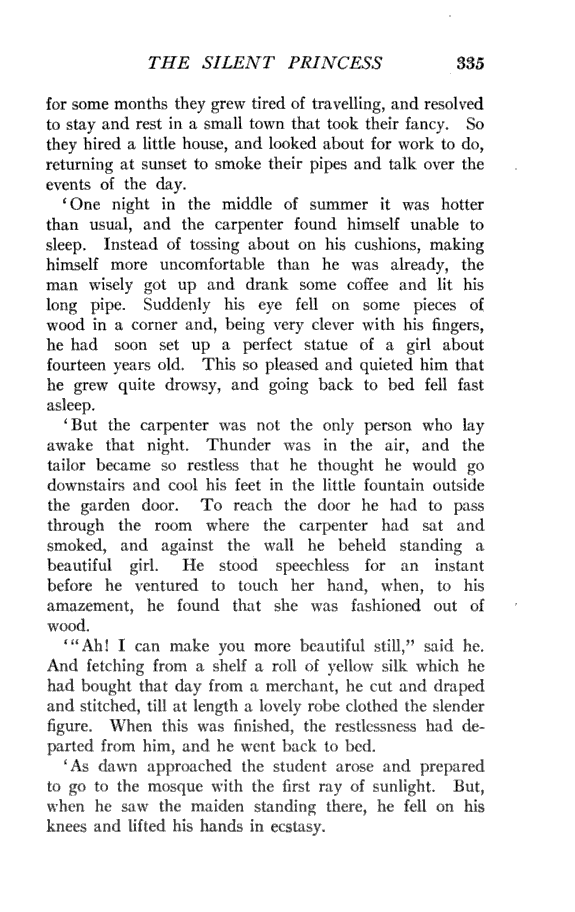 THE SILENT PRINCESS 335
for some months they grew tired of travelling, and resolved
to stay and rest in a small town that took their fancy. So
they hired a little house, and looked about for work to do,
returning at sunset to smoke their pipes and talk over the
events of the day.
‘One night in the middle of summer it was hotter
than usual, and the carpenter found himself unable to
sleep. Instead of tossing about on his cushions, making
himself more uncomfortable than he was already, the
man wisely got up and drank some coffee and lit his
long pipe. Suddenly his eye fell on some pieces of
wood in a corner and, being very clever with his fingers,
he had soon set up a perfect statue of a girl about
fourteen years old. This so pleased and quieted him that
he grew quite drowsy, and going back to bed fell fast
asleep.
‘But the carpenter was not the only person who lay
awake that night. Thunder was in the air, and the
tailor became so restless that he thought he would go
downstairs and cool his feet in the little fountain outside
the garden door. To reach the door he had to pass
through the room where the carpenter had sat and
smoked, and against the wall he beheld standing a
beautiful girl. He stood speechless for an instant
before he ventured to touch her hand, when, to his
amazement, he found that she was fashioned out of
wood.
‘“Ah! I can make you more beautiful still,” said he.
And fetching from a shelf a roll of yellow silk which he
had bought that day from a merchant, he cut and draped
and stitched, till at length a lovely robe clothed the slender
figure. When this was finished, the restlessness had de-
parted from him, and he went back to bed.
‘As dawn approached the student arose and prepared
to go to the mosque with the first ray of sunlight. But,
when he saw the maiden standing there, he fell on his
knees and lifted his hands in ecstasy.